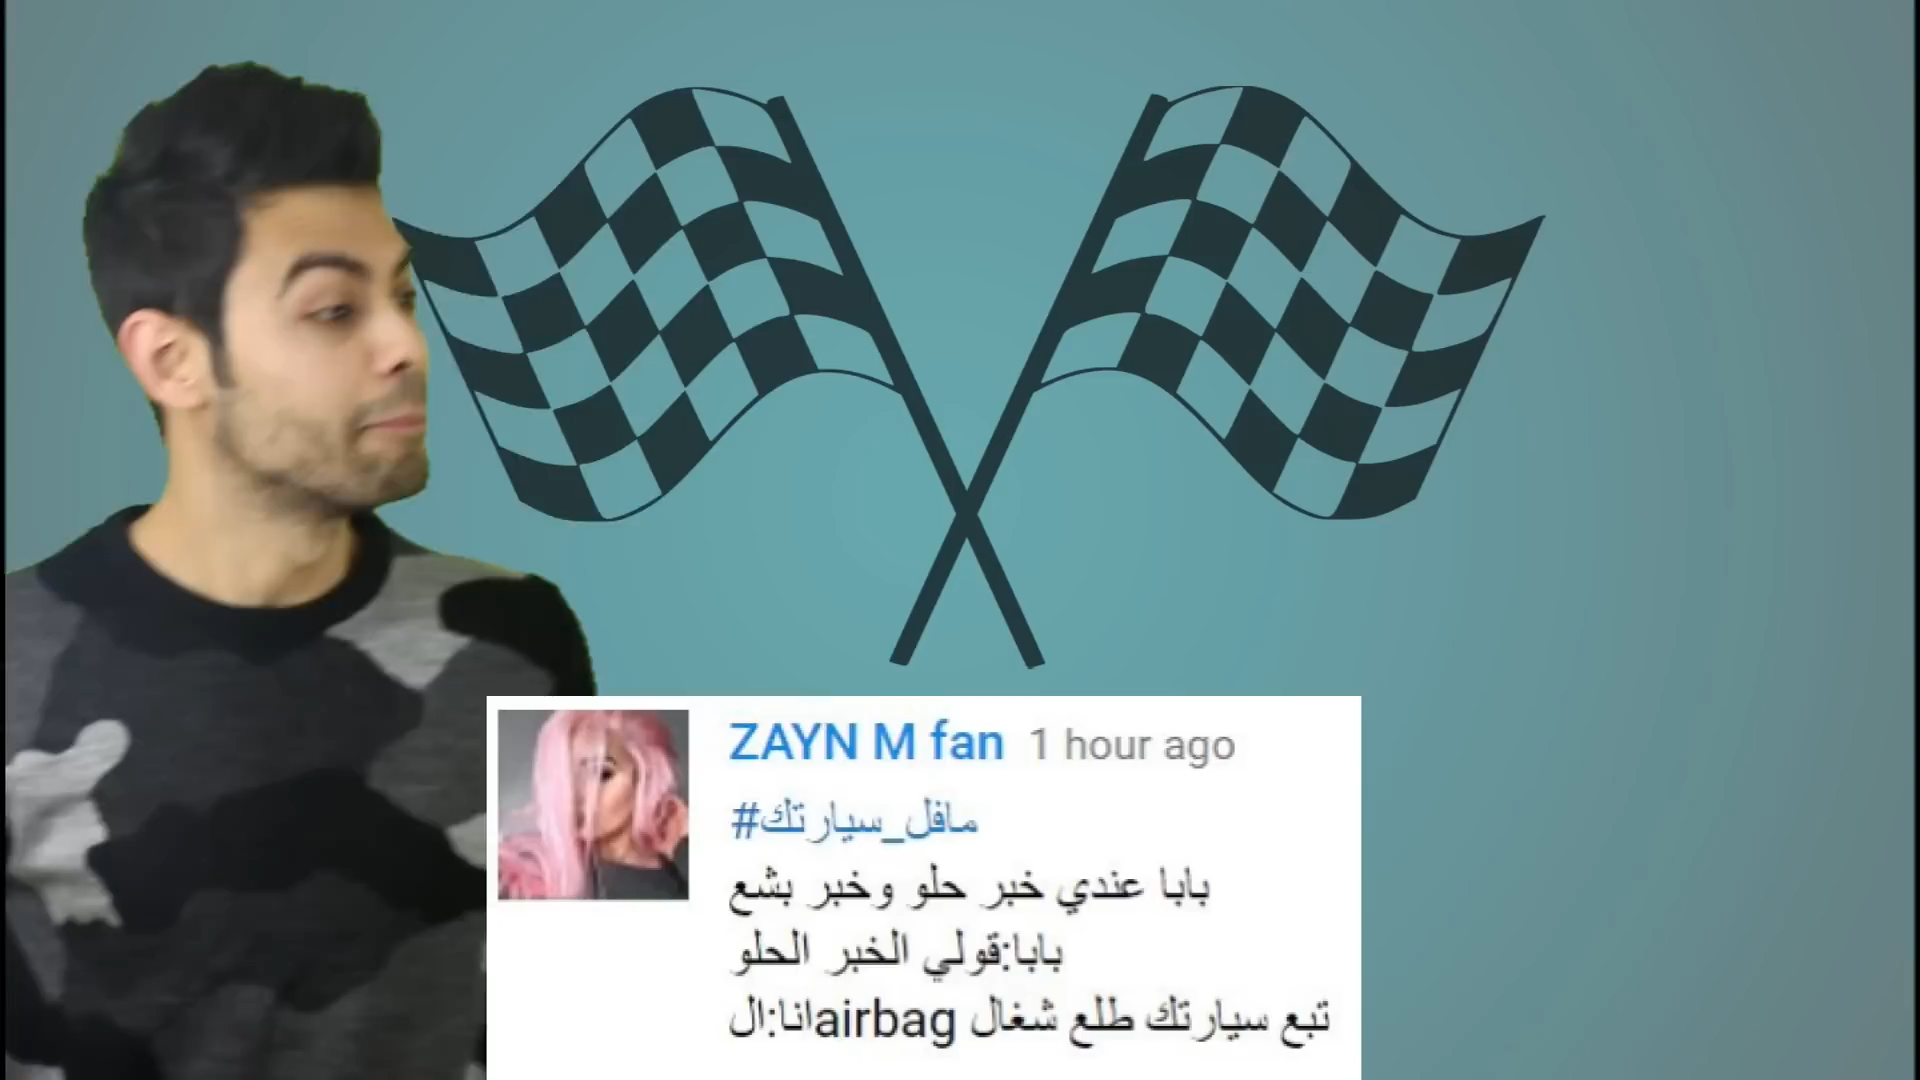 ZAYN M fan 1 hour ago
#مافل_سيارتك
بابا عندي خبر حلو وخبر بشع
بابا:قولي الخبر الحلو
انا:الairbag تبع سيارتك طلع شغال